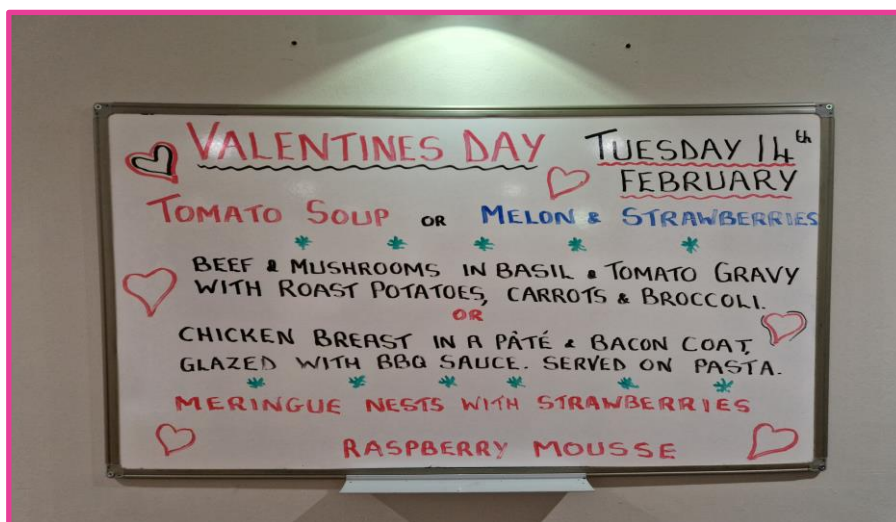 VALENTINES DAY
TUESDAY 14th
FEBRUARY
TOMATO SOUP OR MELON & STRAWBERRIES
BEEF & MUSHROOMS IN BASIL & TOMATO GRAVY
WITH ROAST POTATOES, CARROTS & BROCCOLI.
OR
CHICKEN BREAST IN A PÂTÉ & BACON COAT,
GLAZED WITH BBQ SAUCE. SERVED ON PASTA.
MERINGUE NESTS WITH STRAWBERRIES
RASPBERRY MOUSSE